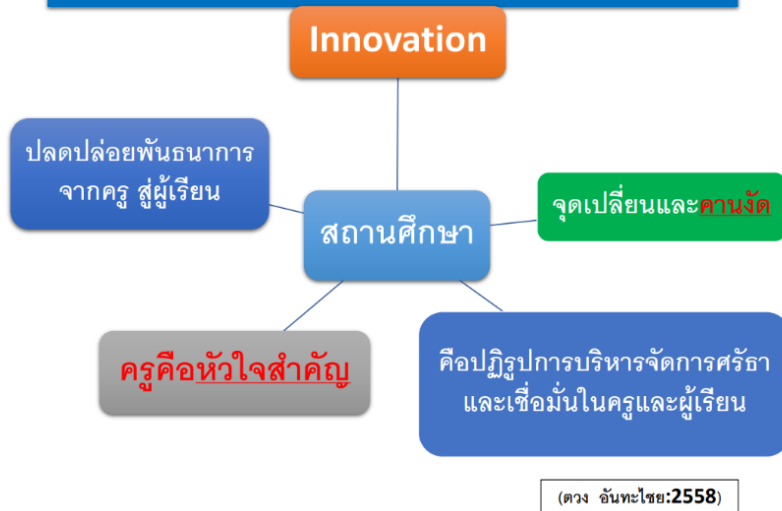 Innovation
ปลดปล่อยพันธนาการ
จากครู สู่ผู้เรียน
สถานศึกษา
จุดเปลี่ยนและคานงัด
ครูคือหัวใจสำคัญ
คือปฏิรูปการบริหารจัดการศรัธา
และเชื่อมั่นในครูและผู้เรียน
(ตวง อันทะไชย:2558)